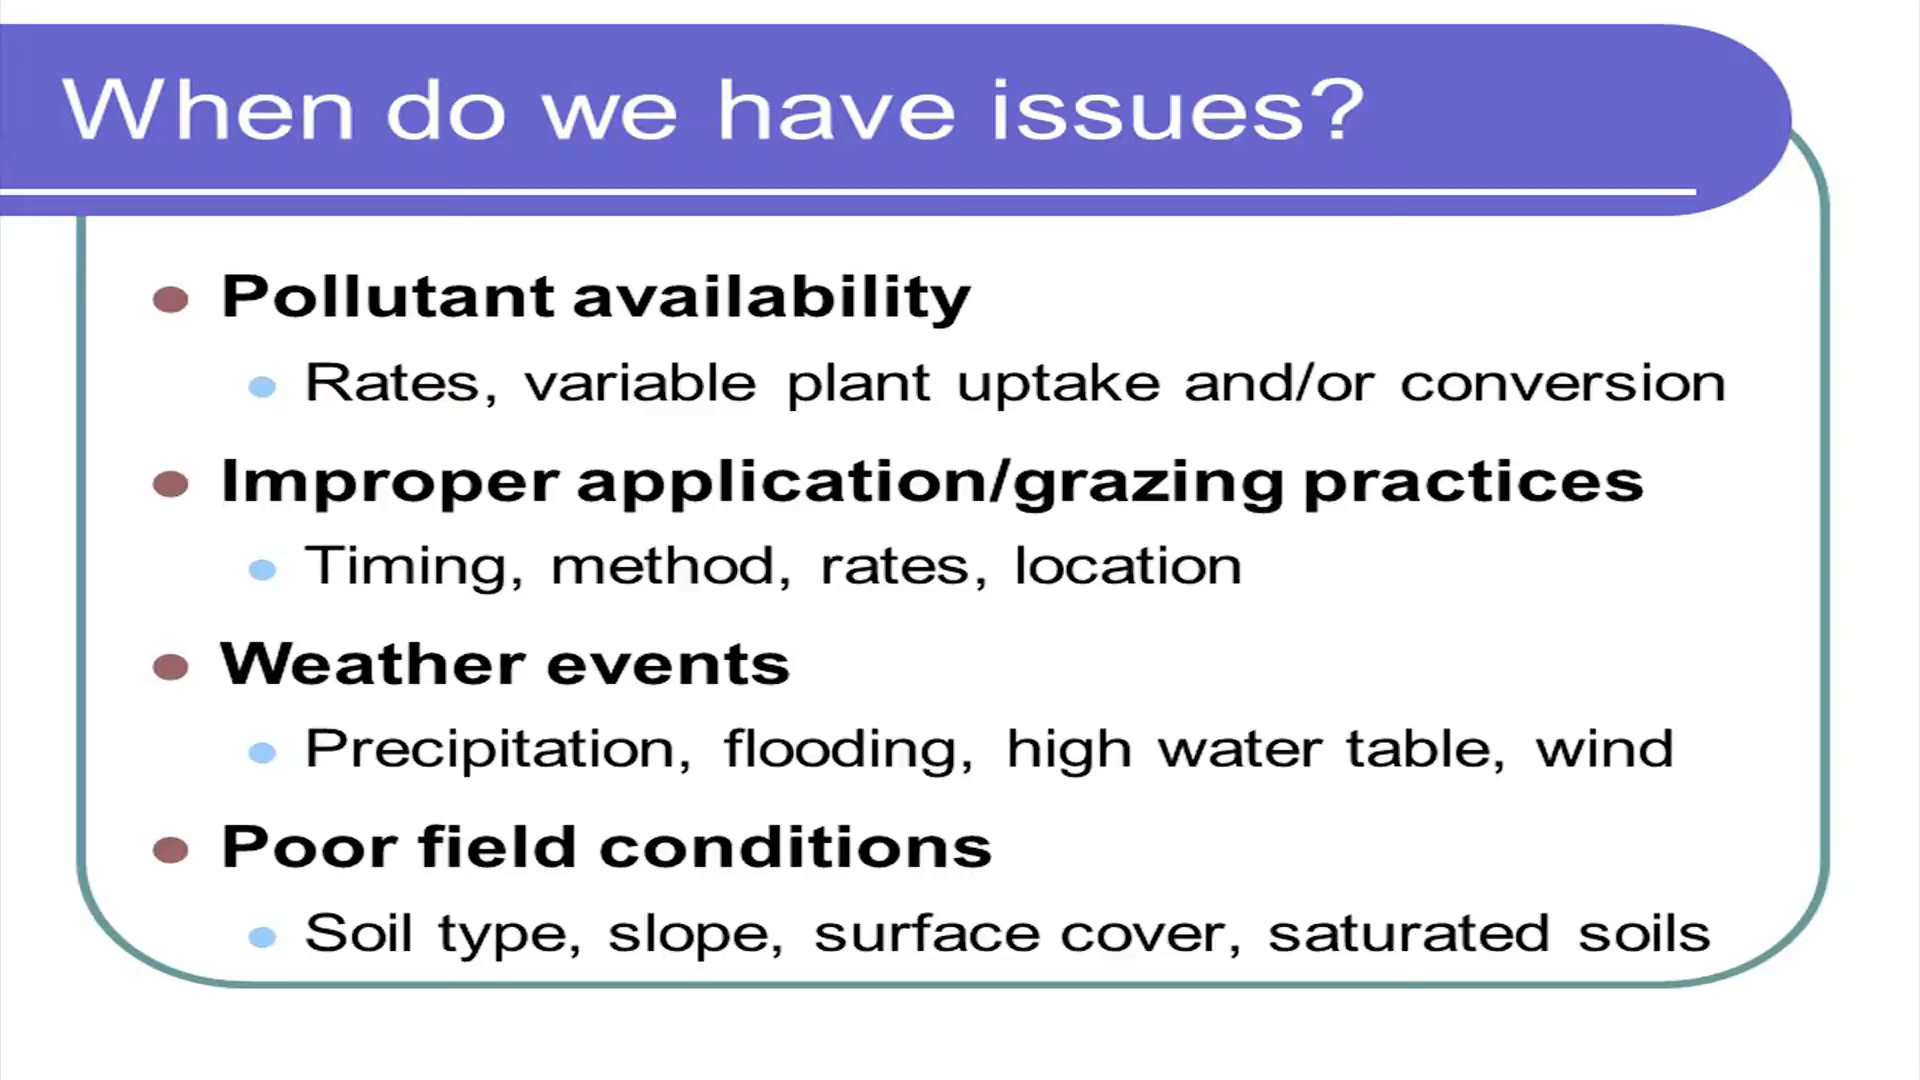 When do we have issues?
Pollutant availability
Rates, variable plant uptake and/or conversion
Improper application/grazing practices
Timing, method, rates, location
Weather events
Precipitation, flooding, high water table, wind
Poor field conditions
Soil type, slope, surface cover, saturated soils